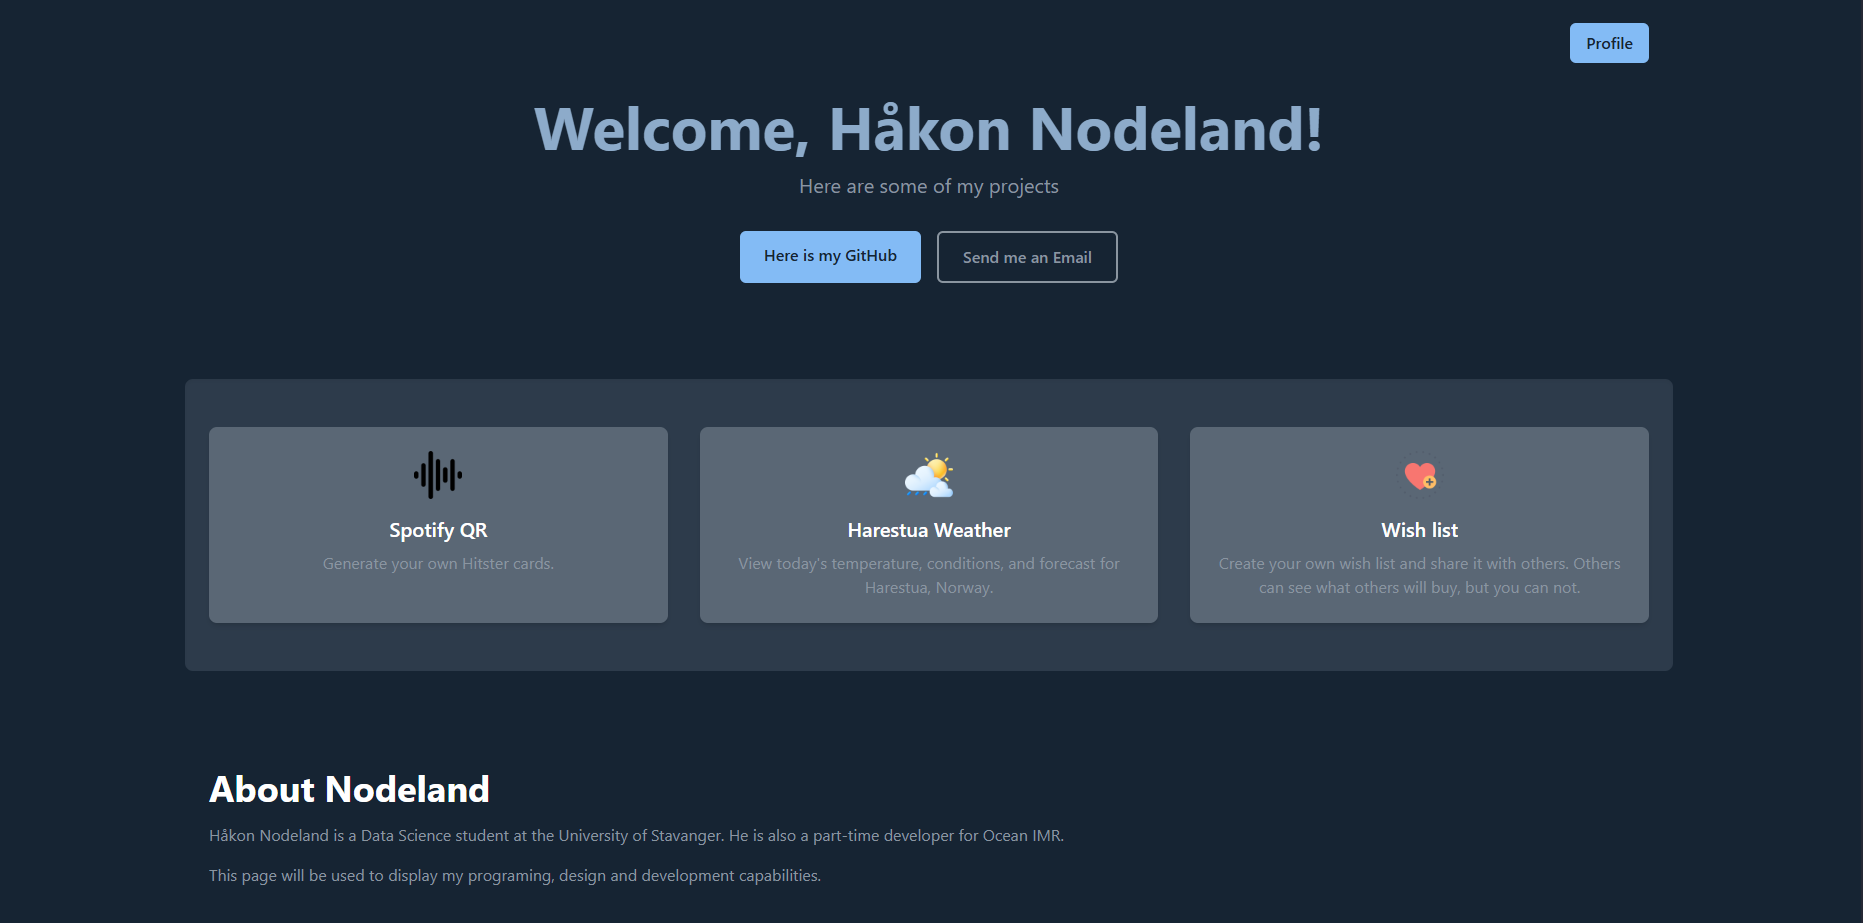 Profile
Welcome, Håkon Nodeland!
Here are some of my projects
Here is my GitHub
Send me an Email
Spotify QR
Generate your own Hitster cards.
Harestua Weather
View today's temperature, conditions, and forecast for
Harestua, Norway.
Wish list
Create your own wish list and share it with others. Others
can see what others will buy, but you can not.
About Nodeland
Håkon Nodeland is a Data Science student at the University of Stavanger. He is also a part-time developer for Ocean IMR.
This page will be used to display my programing, design and development capabilities.